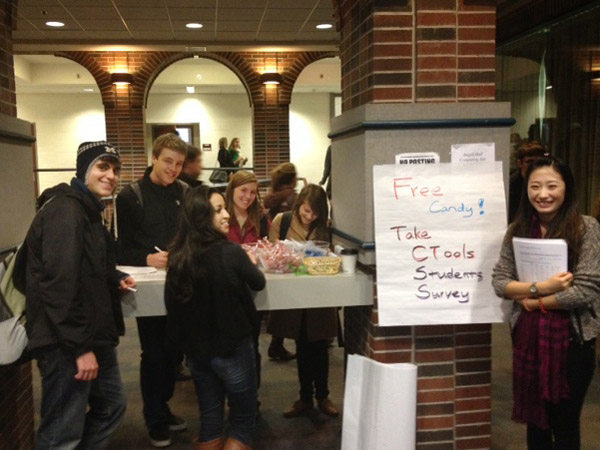 NO POSTING
Free
Candy!
Take
CTools
Students
Survey